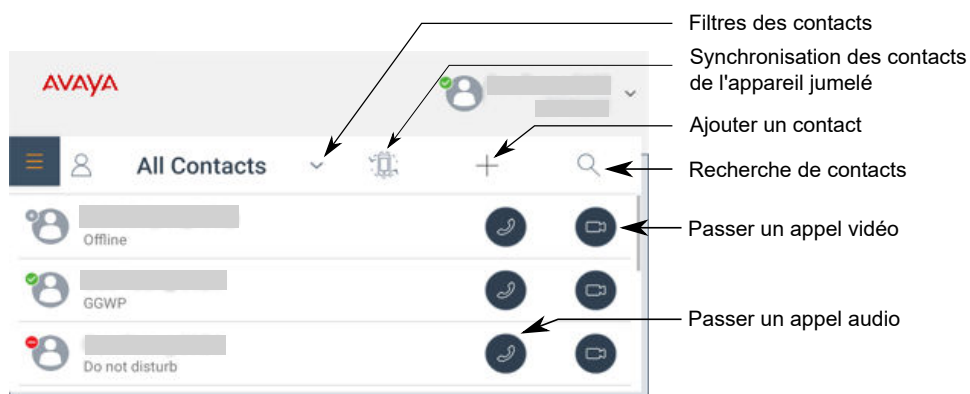 Filtres des contacts
Synchronisation des contacts
de l'appareil jumelé
AVAYA
Ajouter un contact
All Contacts
Recherche de contacts
Offline
Passer un appel vidéo
GGWP
Passer un appel audio
Do not disturb